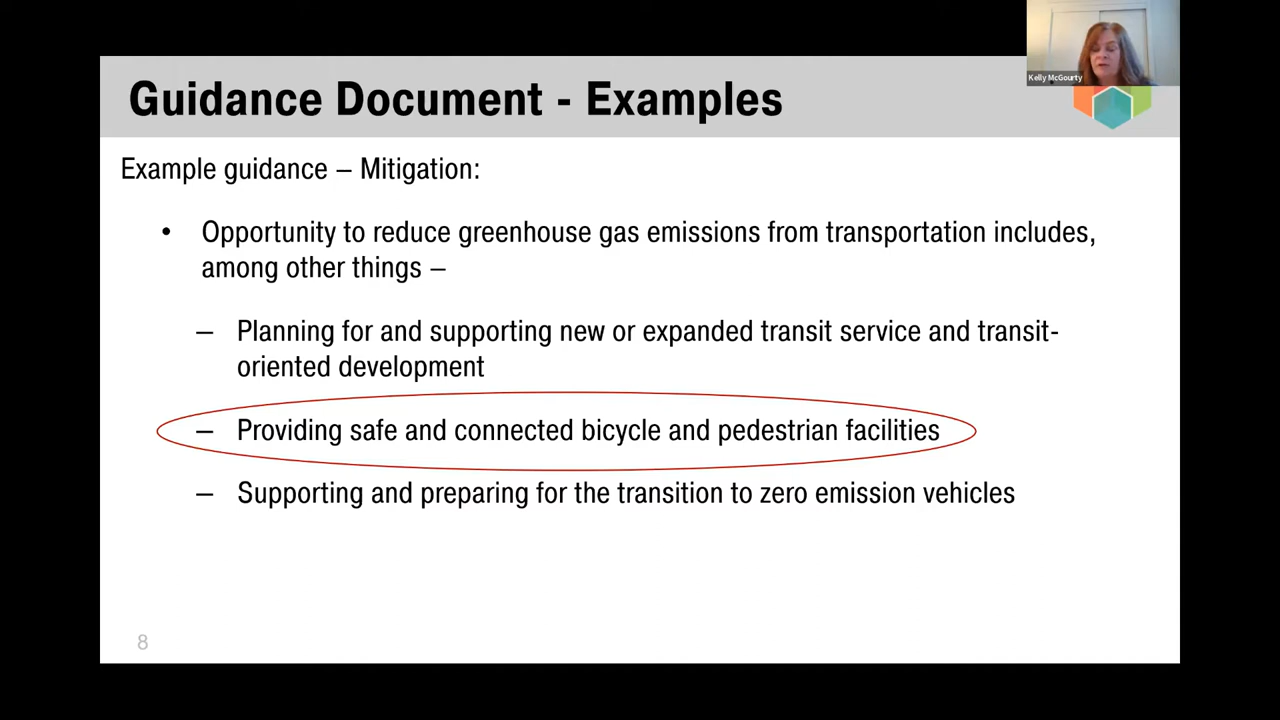 Kelly McGourty
Guidance Document - Examples
Example guidance – Mitigation:
• Opportunity to reduce greenhouse gas emissions from transportation includes,
among other things –
– Planning for and supporting new or expanded transit service and transit-
oriented development
– Providing safe and connected bicycle and pedestrian facilities
– Supporting and preparing for the transition to zero emission vehicles
8